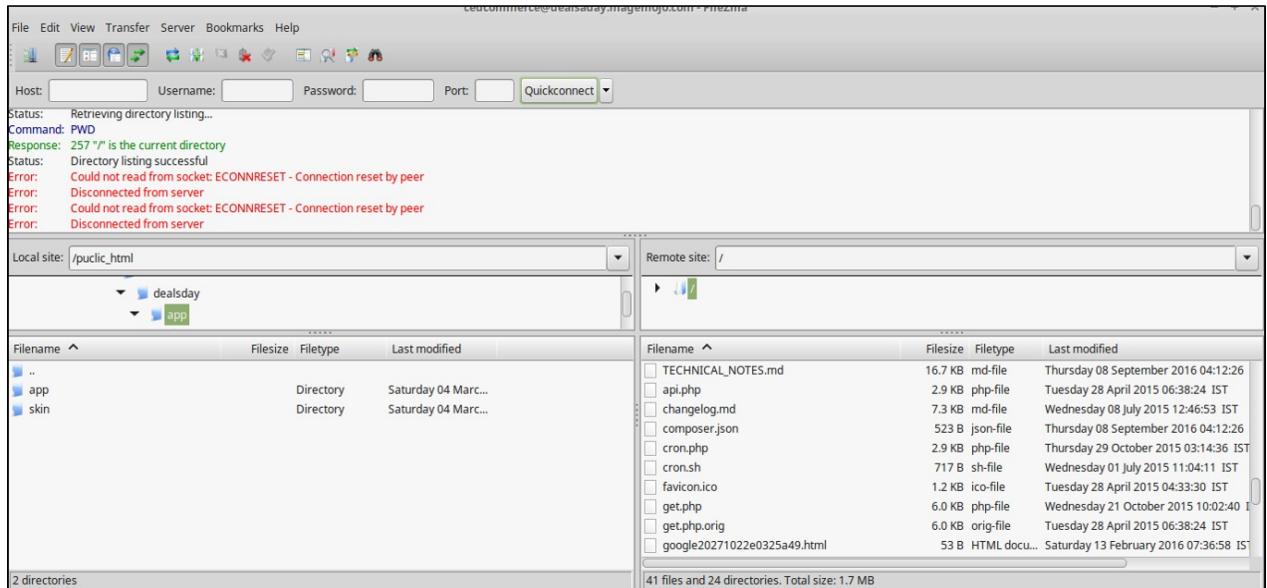 cedcommerce@dealsaday.magemojo.com - FileZilla
File Edit View Transfer Server Bookmarks Help
Host: Username: Password: Port: Quickconnect
Status: Retrieving directory listing...
Command: PWD
Response: 257 "/" is the current directory
Status: Directory listing successful
Error: Could not read from socket: ECONNRESET - Connection reset by peer
Error: Disconnected from server
Error: Could not read from socket: ECONNRESET - Connection reset by peer
Error: Disconnected from server
Local site: /puclic_html
dealsday
app
Filename Filesize Filetype Last modified
..
app Directory Saturday 04 Marc...
skin Directory Saturday 04 Marc...
2 directories
Remote site: /
/
Filename Filesize Filetype Last modified
TECHNICAL_NOTES.md 16.7 KB md-file Thursday 08 September 2016 04:12:26
api.php 2.9 KB php-file Tuesday 28 April 2015 06:38:24 IST
changelog.md 7.3 KB md-file Wednesday 08 July 2015 12:46:53 IST
composer.json 523 B json-file Thursday 08 September 2016 04:12:26
cron.php 2.9 KB php-file Thursday 29 October 2015 03:14:36 IST
cron.sh 717 B sh-file Wednesday 01 July 2015 11:04:11 IST
favicon.ico 1.2 KB ico-file Tuesday 28 April 2015 04:33:30 IST
get.php 6.0 KB php-file Wednesday 21 October 2015 10:02:40 I
get.php.orig 6.0 KB orig-file Tuesday 28 April 2015 06:38:24 IST
google20271022e0325a49.html 53 B HTML docu... Saturday 13 February 2016 07:36:58 IST
41 files and 24 directories. Total size: 1.7 MB